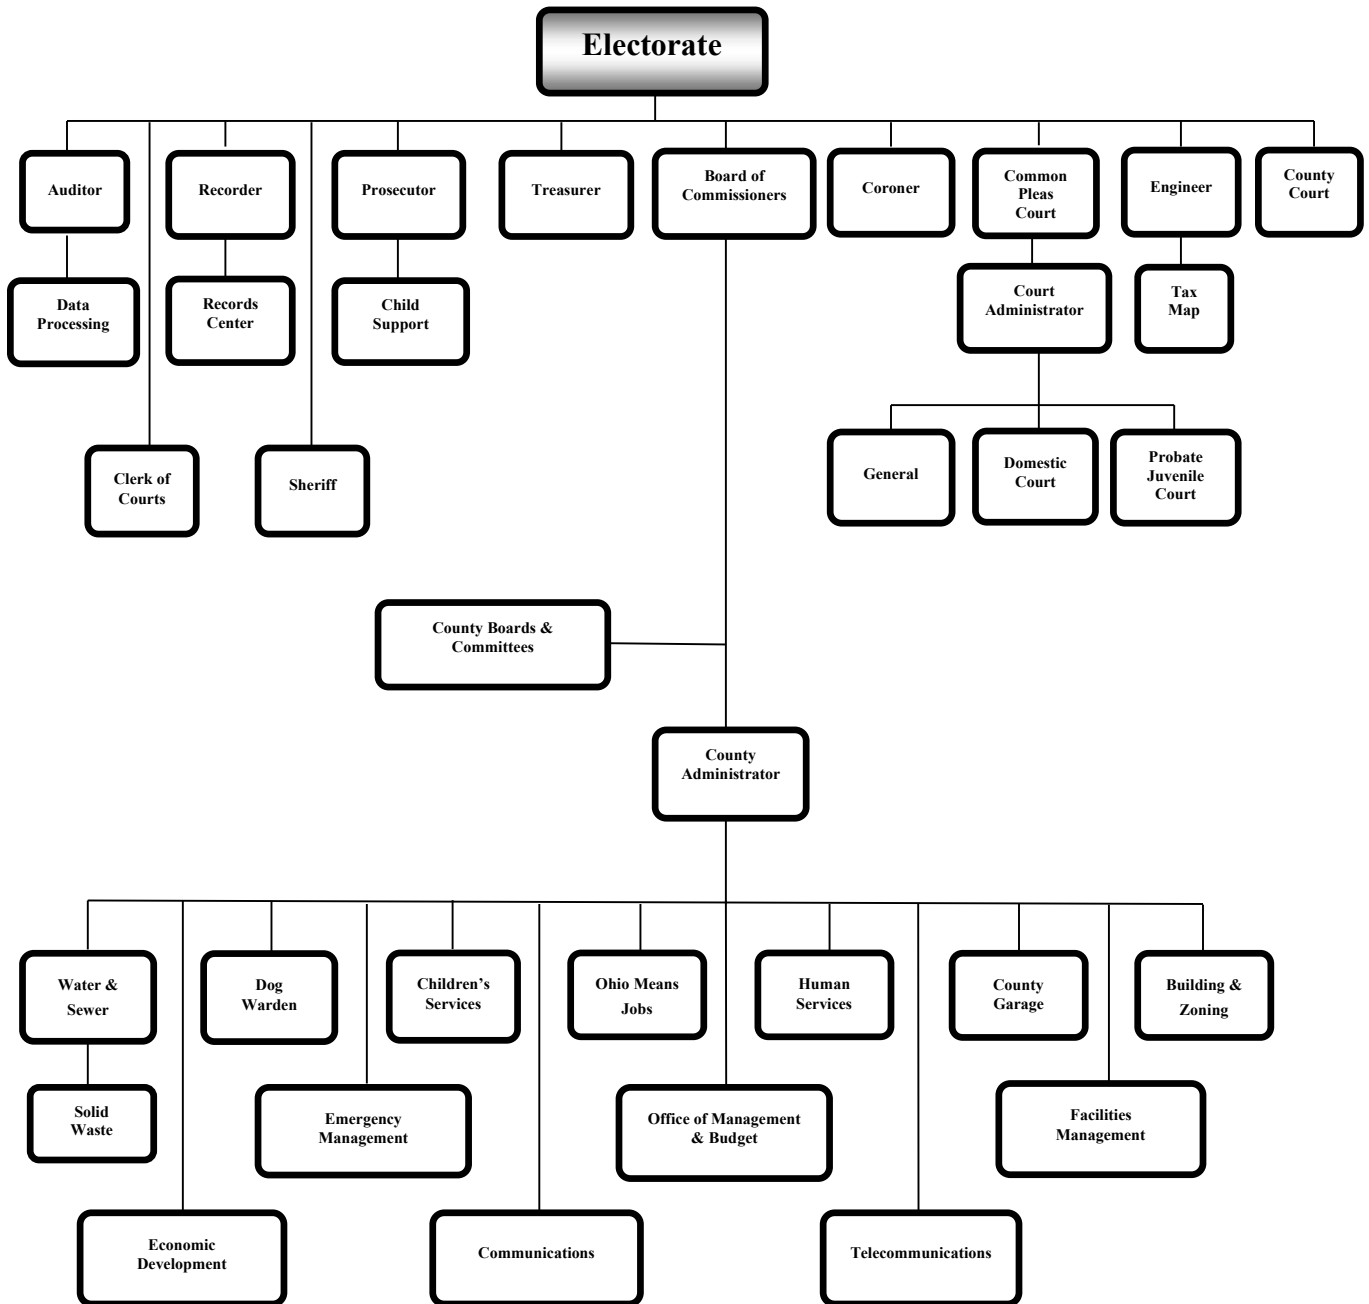 Electorate
Auditor
Recorder
Prosecutor
Treasurer
Board of
Commissioners
Coroner
Common
Pleas
Court
Engineer
County
Court
Data
Processing
Records
Center
Child
Support
Court
Administrator
Tax
Map
Clerk of
Courts
Sheriff
General
Domestic
Court
Probate
Juvenile
Court
County Boards &
Committees
County
Administrator
Water &
Sewer
Dog
Warden
Children’s
Services
Ohio Means
Jobs
Human
Services
County
Garage
Building &
Zoning
Solid
Waste
Emergency
Management
Office of Management
& Budget
Facilities
Management
Economic
Development
Communications
Telecommunications